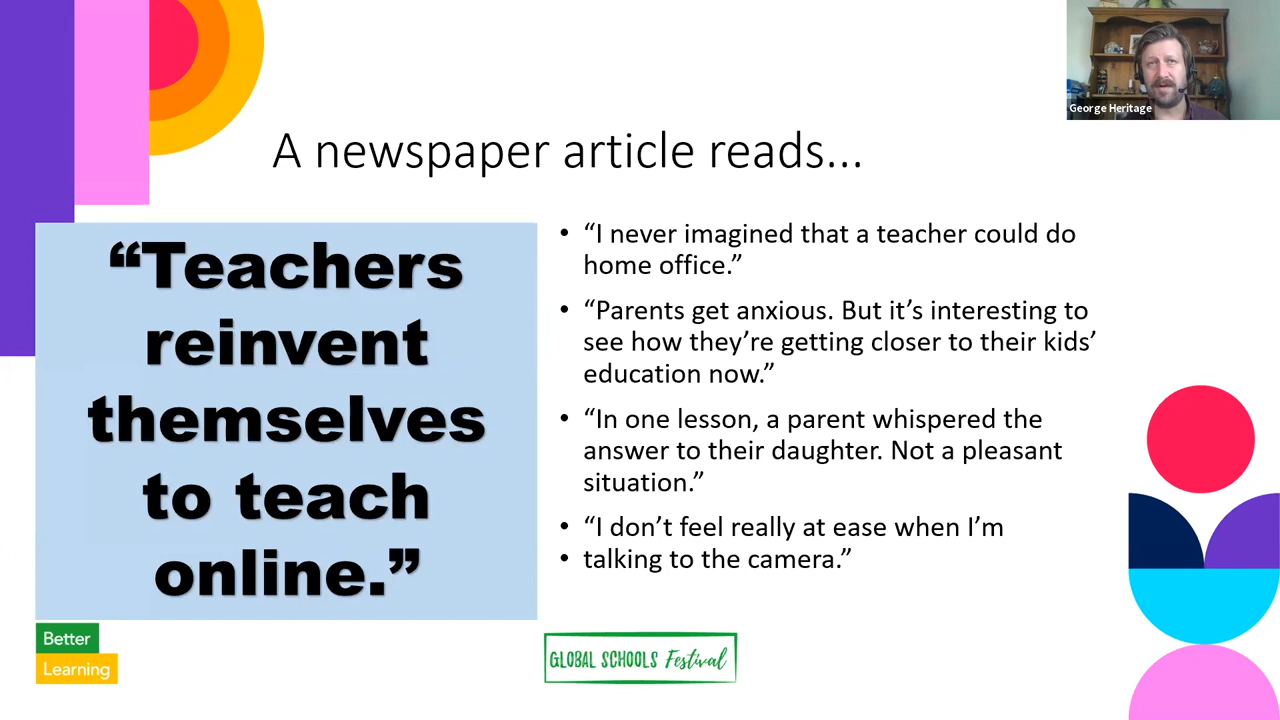 George Heritage
A newspaper article reads...
“Teachers
reinvent
themselves
to teach
online.”
• “I never imagined that a teacher could do
home office.”
• “Parents get anxious. But it’s interesting to
see how they’re getting closer to their kids’
education now.”
• “In one lesson, a parent whispered the
answer to their daughter. Not a pleasant
situation.”
• “I don’t feel really at ease when I’m
• talking to the camera.”
Better
Learning
GLOBAL SCHOOLS Festival